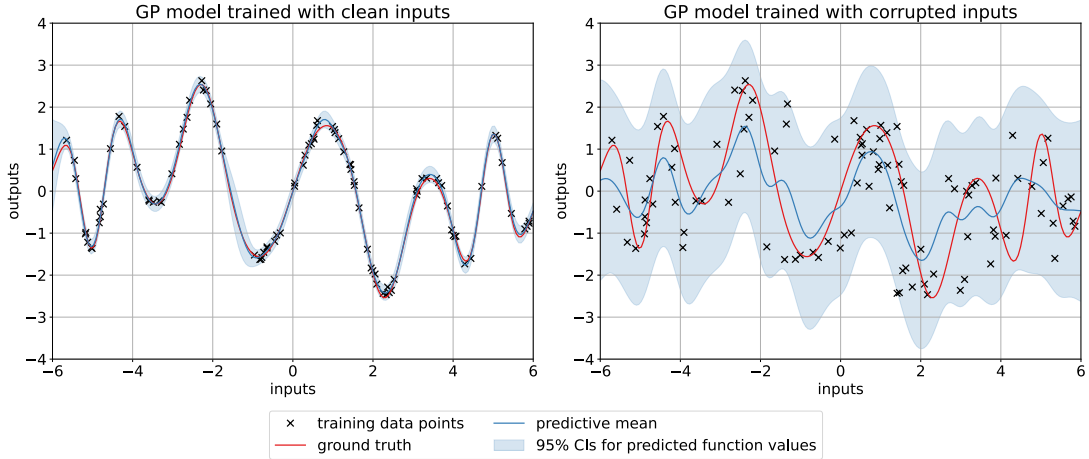 GP model trained with clean inputs
4
3
2
1
0
−1
−2
−3
−4
outputs
−6 −4 −2 0 2 4 6
inputs
GP model trained with corrupted inputs
4
3
2
1
0
−1
−2
−3
−4
outputs
−6 −4 −2 0 2 4 6
inputs
training data points
ground truth
predictive mean
95% CIs for predicted function values